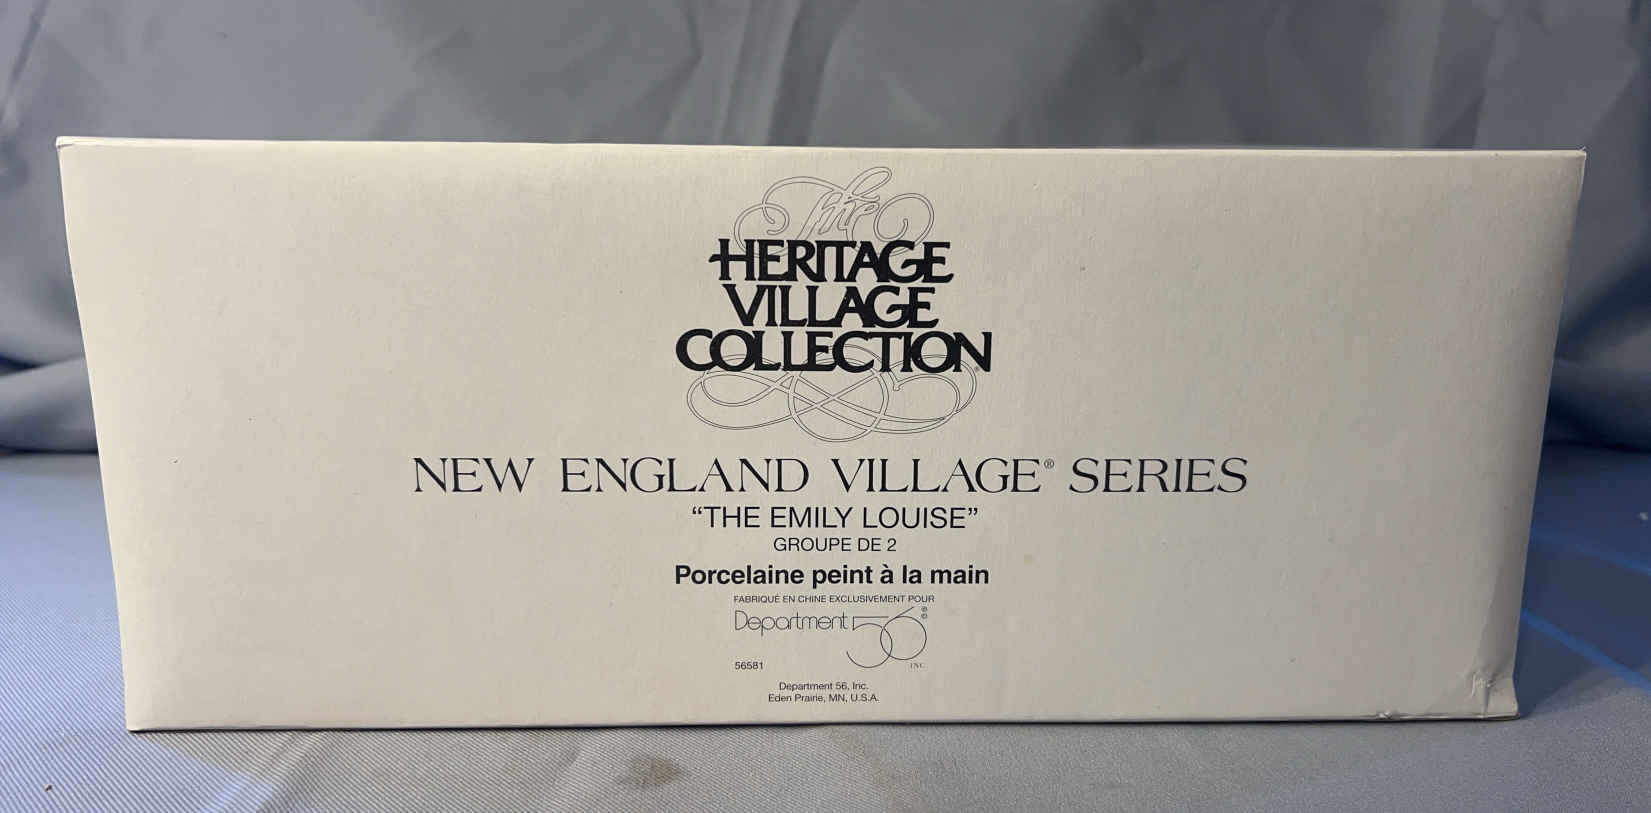 The
HERITAGE
VILLAGE
COLLECTION®
NEW ENGLAND VILLAGE® SERIES
“THE EMILY LOUISE”
GROUPE DE 2
Porcelaine peint à la main
FABRIQUÉ EN CHINE EXCLUSIVEMENT POUR
Department 56®©
56581
INC
Department 56, Inc.
Eden Prairie, MN, U.S.A.